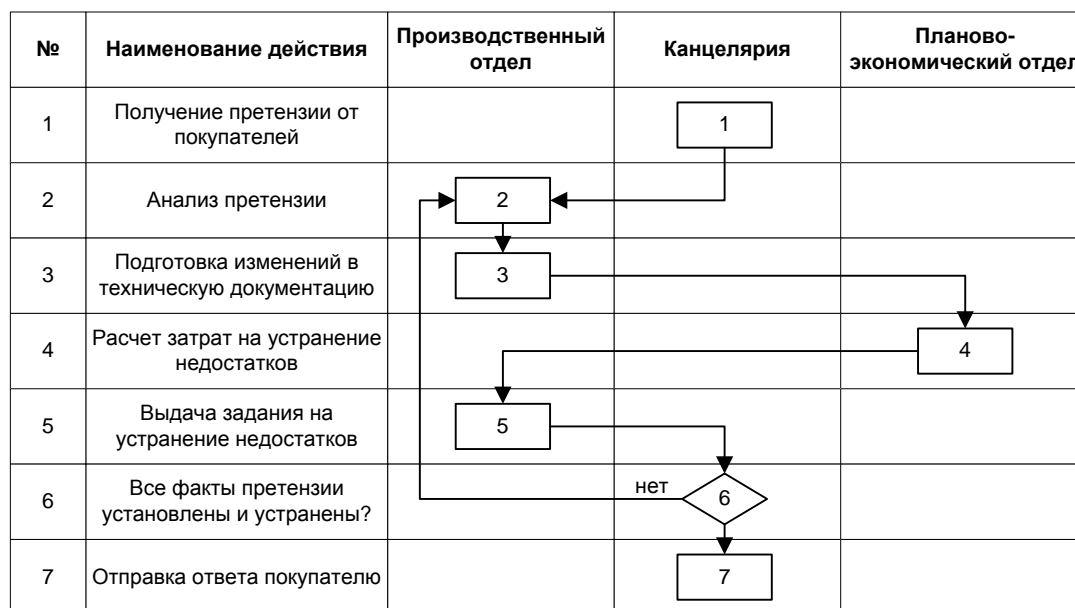 №
Наименование действия
Производственный
отдел
Канцелярия
Планово-
экономический отдел
1
Получение претензии от
покупателей
1
2
Анализ претензии
2
3
Подготовка изменений в
техническую документацию
3
4
Расчет затрат на устранение
недостатков
4
5
Выдача задания на
устранение недостатков
5
6
Все факты претензии
установлены и устранены?
нет
6
7
Отправка ответа покупателю
7